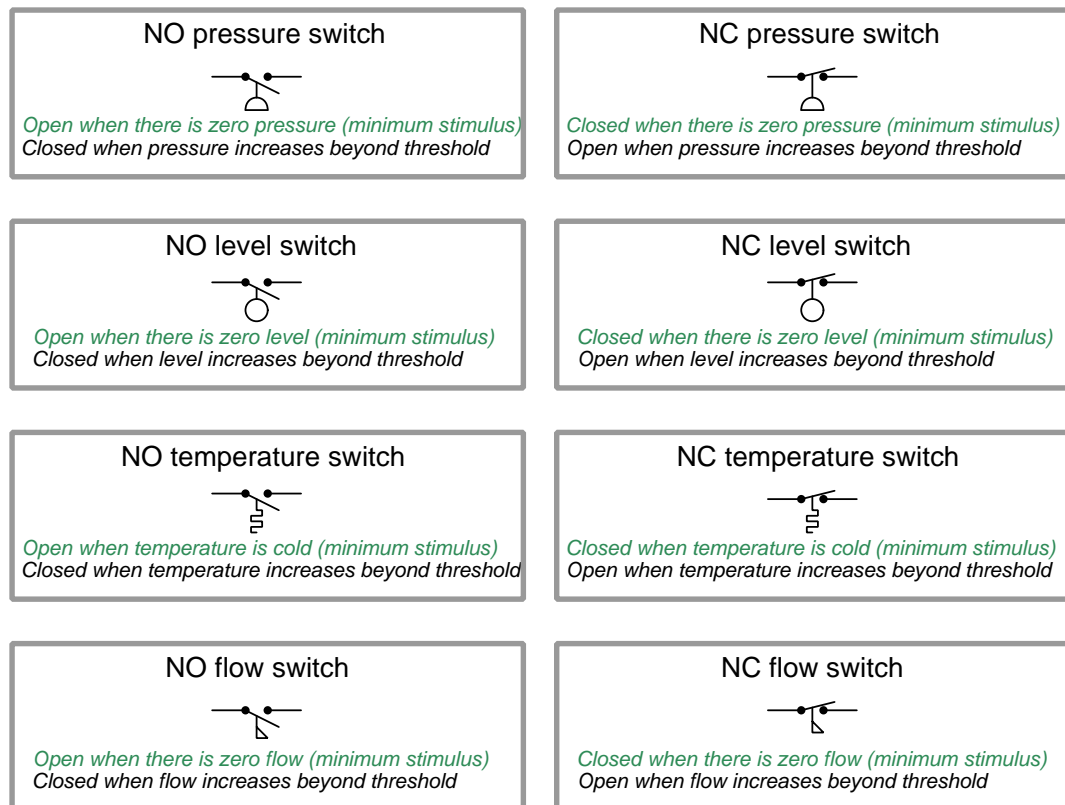 NO pressure switch
Open when there is zero pressure (minimum stimulus)
Closed when pressure increases beyond threshold
NC pressure switch
Closed when there is zero pressure (minimum stimulus)
Open when pressure increases beyond threshold
NO level switch
Open when there is zero level (minimum stimulus)
Closed when level increases beyond threshold
NC level switch
Closed when there is zero level (minimum stimulus)
Open when level increases beyond threshold
NO temperature switch
Open when temperature is cold (minimum stimulus)
Closed when temperature increases beyond threshold
NC temperature switch
Closed when temperature is cold (minimum stimulus)
Open when temperature increases beyond threshold
NO flow switch
Open when there is zero flow (minimum stimulus)
Closed when flow increases beyond threshold
NC flow switch
Closed when there is zero flow (minimum stimulus)
Open when flow increases beyond threshold